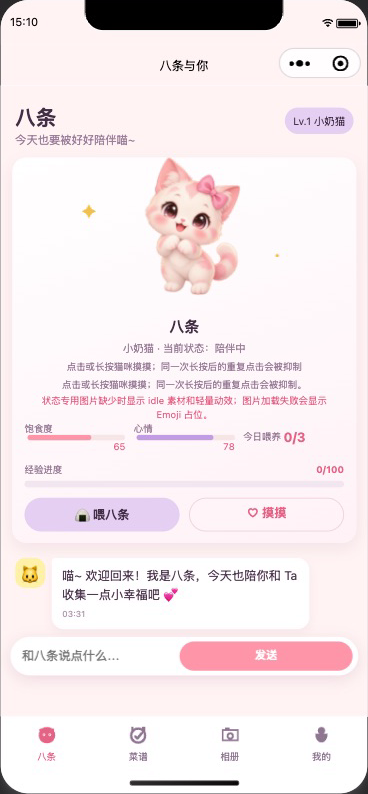 15:10
八条与你
八条
Lv.1 小奶猫
今天也要被好好陪伴喵~
八条
小奶猫 · 当前状态：陪伴中
点击或长按猫咪摸摸；同一次长按后的重复点击会被抑制
点击或长按猫咪摸摸；同一次长按后的重复点击会被抑制。
状态专用图片缺少时显示 idle 素材和轻量动效；图片加载失败会显示
Emoji 占位。
饱食度
65
心情
78
今日喂养 0/3
经验进度
0/100
喂八条
摸摸
喵~ 欢迎回来！我是八条，今天也陪你和 Ta
收集一点小幸福吧 💕
03:31
和八条说点什么...
发送
八条
菜谱
相册
我的